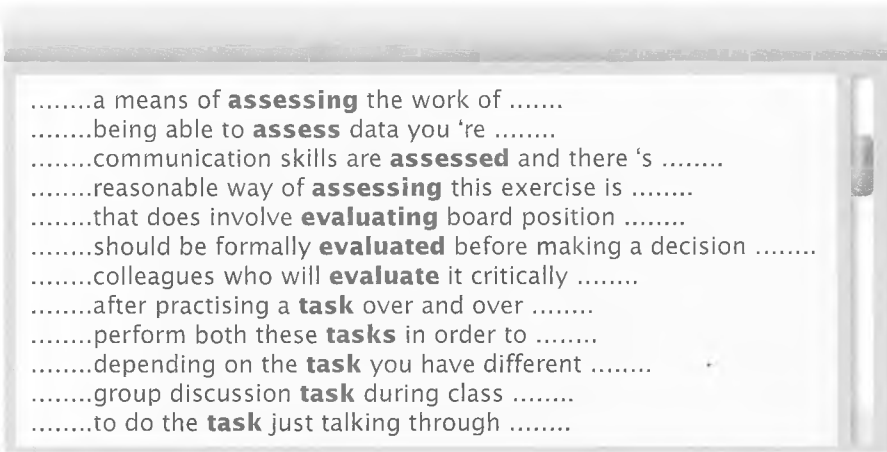 ........a means of assessing the work of .......
........being able to assess data you 're ........
........communication skills are assessed and there 's ........
........reasonable way of assessing this exercise is ........
........that does involve evaluating board position ........
........should be formally evaluated before making a decision ........
........colleagues who will evaluate it critically ........
........after practising a task over and over ........
........perform both these tasks in order to ........
........depending on the task you have different ........
........group discussion task during class ........
........to do the task just talking through ........